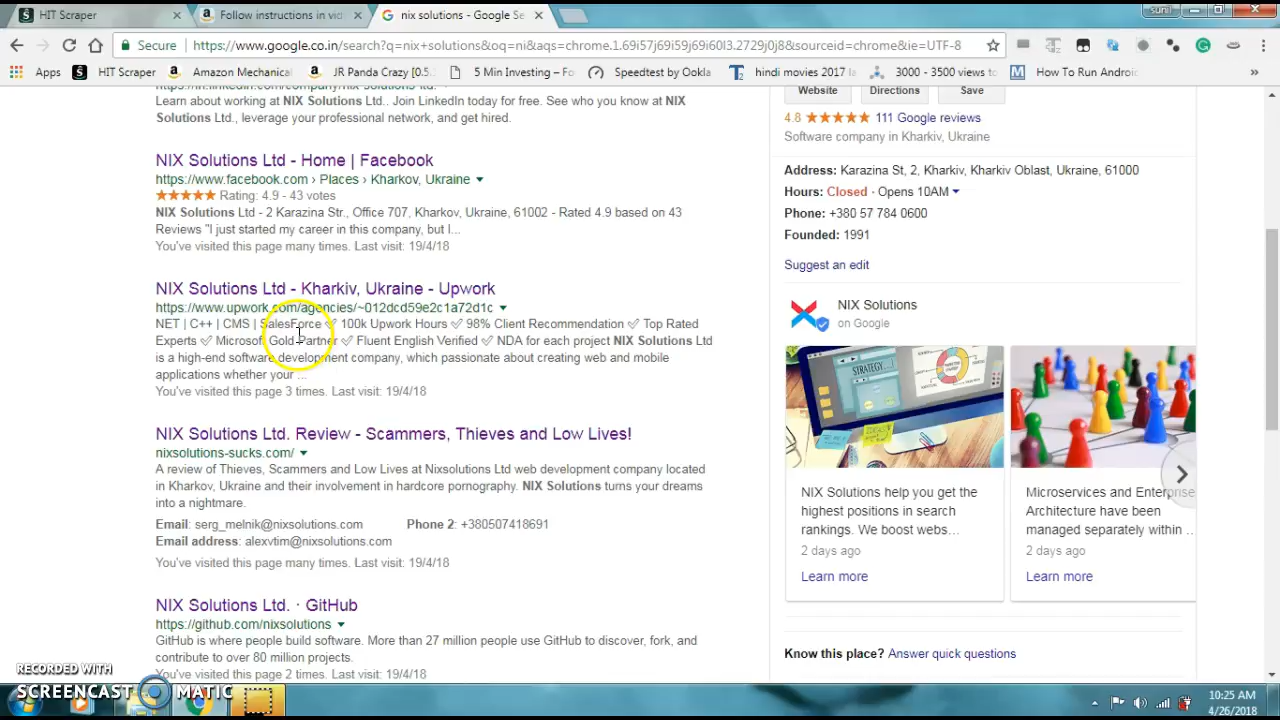 HIT Scraper
Follow instructions in vid
nix solutions - Google Se
sunil
Secure
https://www.google.co.in/search?q=nix+solutions&oq=ni&aqs=chrome.1.69i57j69i59j69i60l3.2729j0j8&sourceid=chrome&ie=UTF-8
Apps
HIT Scraper
Amazon Mechanical
JR Panda Crazy [0.5.
5 Min Investing – Fo
Speedtest by Ookla
hindi movies 2017 la
3000 - 3500 views to
How To Run Androi
»
https://in.linkedin.com/company/nix-solutions-ltd.
Learn about working at NIX Solutions Ltd.. Join LinkedIn today for free. See who you know at NIX
Solutions Ltd., leverage your professional network, and get hired.
NIX Solutions Ltd - Home | Facebook
https://www.facebook.com › Places › Kharkov, Ukraine
Rating: 4.9 - 43 votes
NIX Solutions Ltd - 2 Karazina Str., Office 707, Kharkov, Ukraine, 61002 - Rated 4.9 based on 43
Reviews "I just started my career in this company, but I...
You've visited this page many times. Last visit: 19/4/18
NIX Solutions Ltd - Kharkiv, Ukraine - Upwork
https://www.upwork.com/agencies/~012dcd59e2c1a72d1c
NET | C++ | CMS | SalesForce ✅ 100k Upwork Hours ✅ 98% Client Recommendation ✅ Top Rated
Experts ✅ Microsoft Gold Partner ✅ Fluent English Verified ✅ NDA for each project NIX Solutions Ltd
is a high-end software development company, which passionate about creating web and mobile
applications whether your ...
You've visited this page 3 times. Last visit: 19/4/18
NIX Solutions Ltd. Review - Scammers, Thieves and Low Lives!
nixsolutions-sucks.com/
A review of Thieves, Scammers and Low Lives at Nixsolutions Ltd web development company located
in Kharkov, Ukraine and their involvement in hardcore pornography. NIX Solutions turns your dreams
into a nightmare.
Email: serg_melnik@nixsolutions.com Phone 2: +380507418691
Email address: alexvtim@nixsolutions.com
You've visited this page many times. Last visit: 19/4/18
NIX Solutions Ltd. · GitHub
https://github.com/nixsolutions
GitHub is where people build software. More than 27 million people use GitHub to discover, fork, and
contribute to over 80 million projects.
You've visited this page 2 times. Last visit: 19/4/18
Website
Directions
Save
4.8 111 Google reviews
Software company in Kharkiv, Ukraine
Address: Karazina St, 2, Kharkiv, Kharkiv Oblast, Ukraine, 61000
Hours: Closed · Opens 10AM
Phone: +380 57 784 0600
Founded: 1991
Suggest an edit
NIX Solutions
on Google
STRATEGY
NIX Solutions help you get the
highest positions in search
rankings. We boost webs…
2 days ago
Learn more
Microservices and Enterprise
Architecture have been
managed separately within …
2 days ago
Learn more
Know this place? Answer quick questions
RECORDED WITH
SCREENCAST MATIC
10:25 AM
4/26/2018